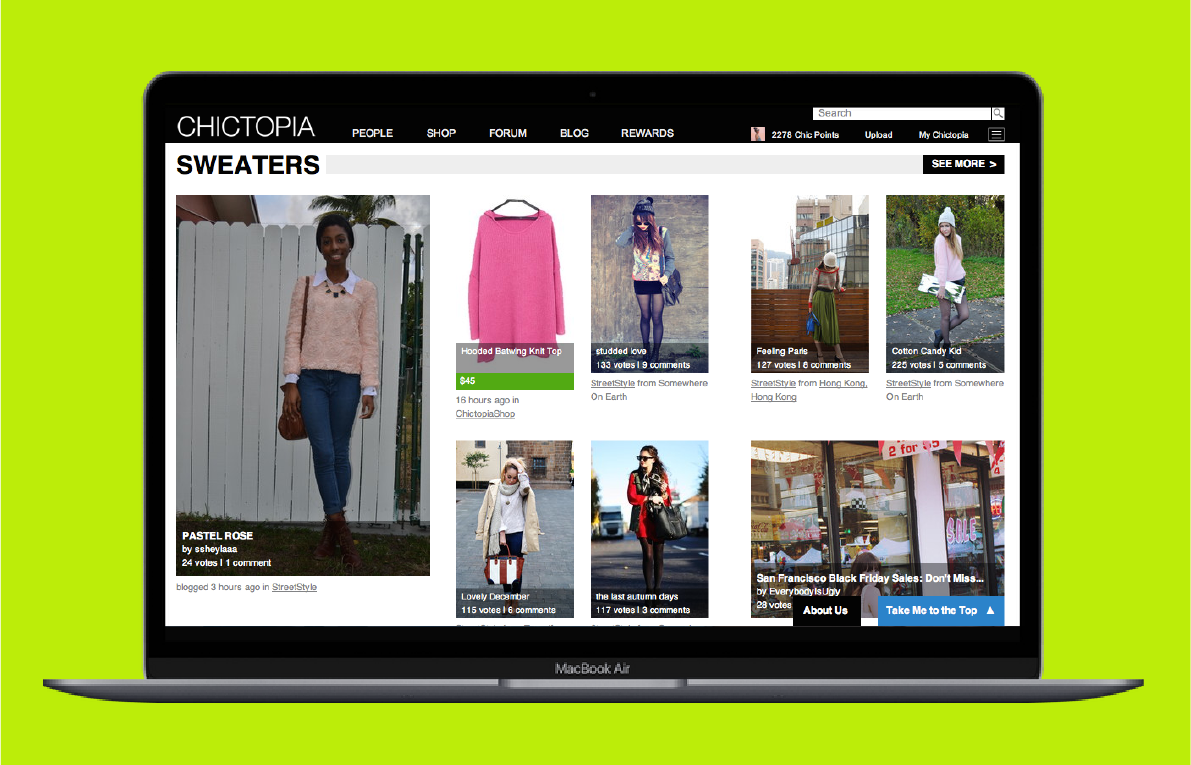 Search
CHICTOPIA
PEOPLE
SHOP
FORUM
BLOG
REWARDS
2278 Chic Points
Upload
My Chictopia
SWEATERS
SEE MORE >
PASTEL ROSE
by ssheylaaa
24 votes | 1 comment
blogged 3 hours ago in StreetStyle
Hooded Batwing Knit Top
$45
16 hours ago in
ChictopiaShop
studded love
133 votes | 9 comments
StreetStyle from Somewhere
On Earth
Feeling Paris
127 votes | 8 comments
StreetStyle from Hong Kong,
Hong Kong
Cotton Candy Kid
225 votes | 5 comments
StreetStyle from Somewhere
On Earth
Lovely December
115 votes | 6 comments
the last autumn days
117 votes | 3 comments
2 for $5
SALE
San Francisco Black Friday Sales: Don't Miss...
by EverybodyIsUgly
28 votes
About Us
Take Me to the Top ▲
MacBook Air